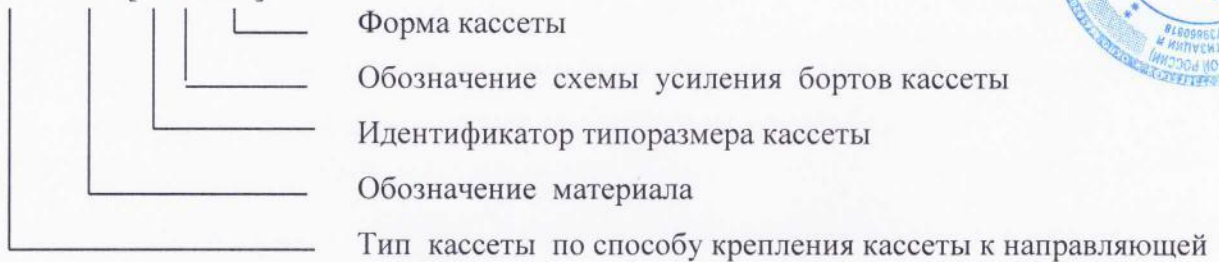 Форма кассеты
Обозначение схемы усиления бортов кассеты
Идентификатор типоразмера кассеты
Обозначение материала
Тип кассеты по способу крепления кассеты к направляющей